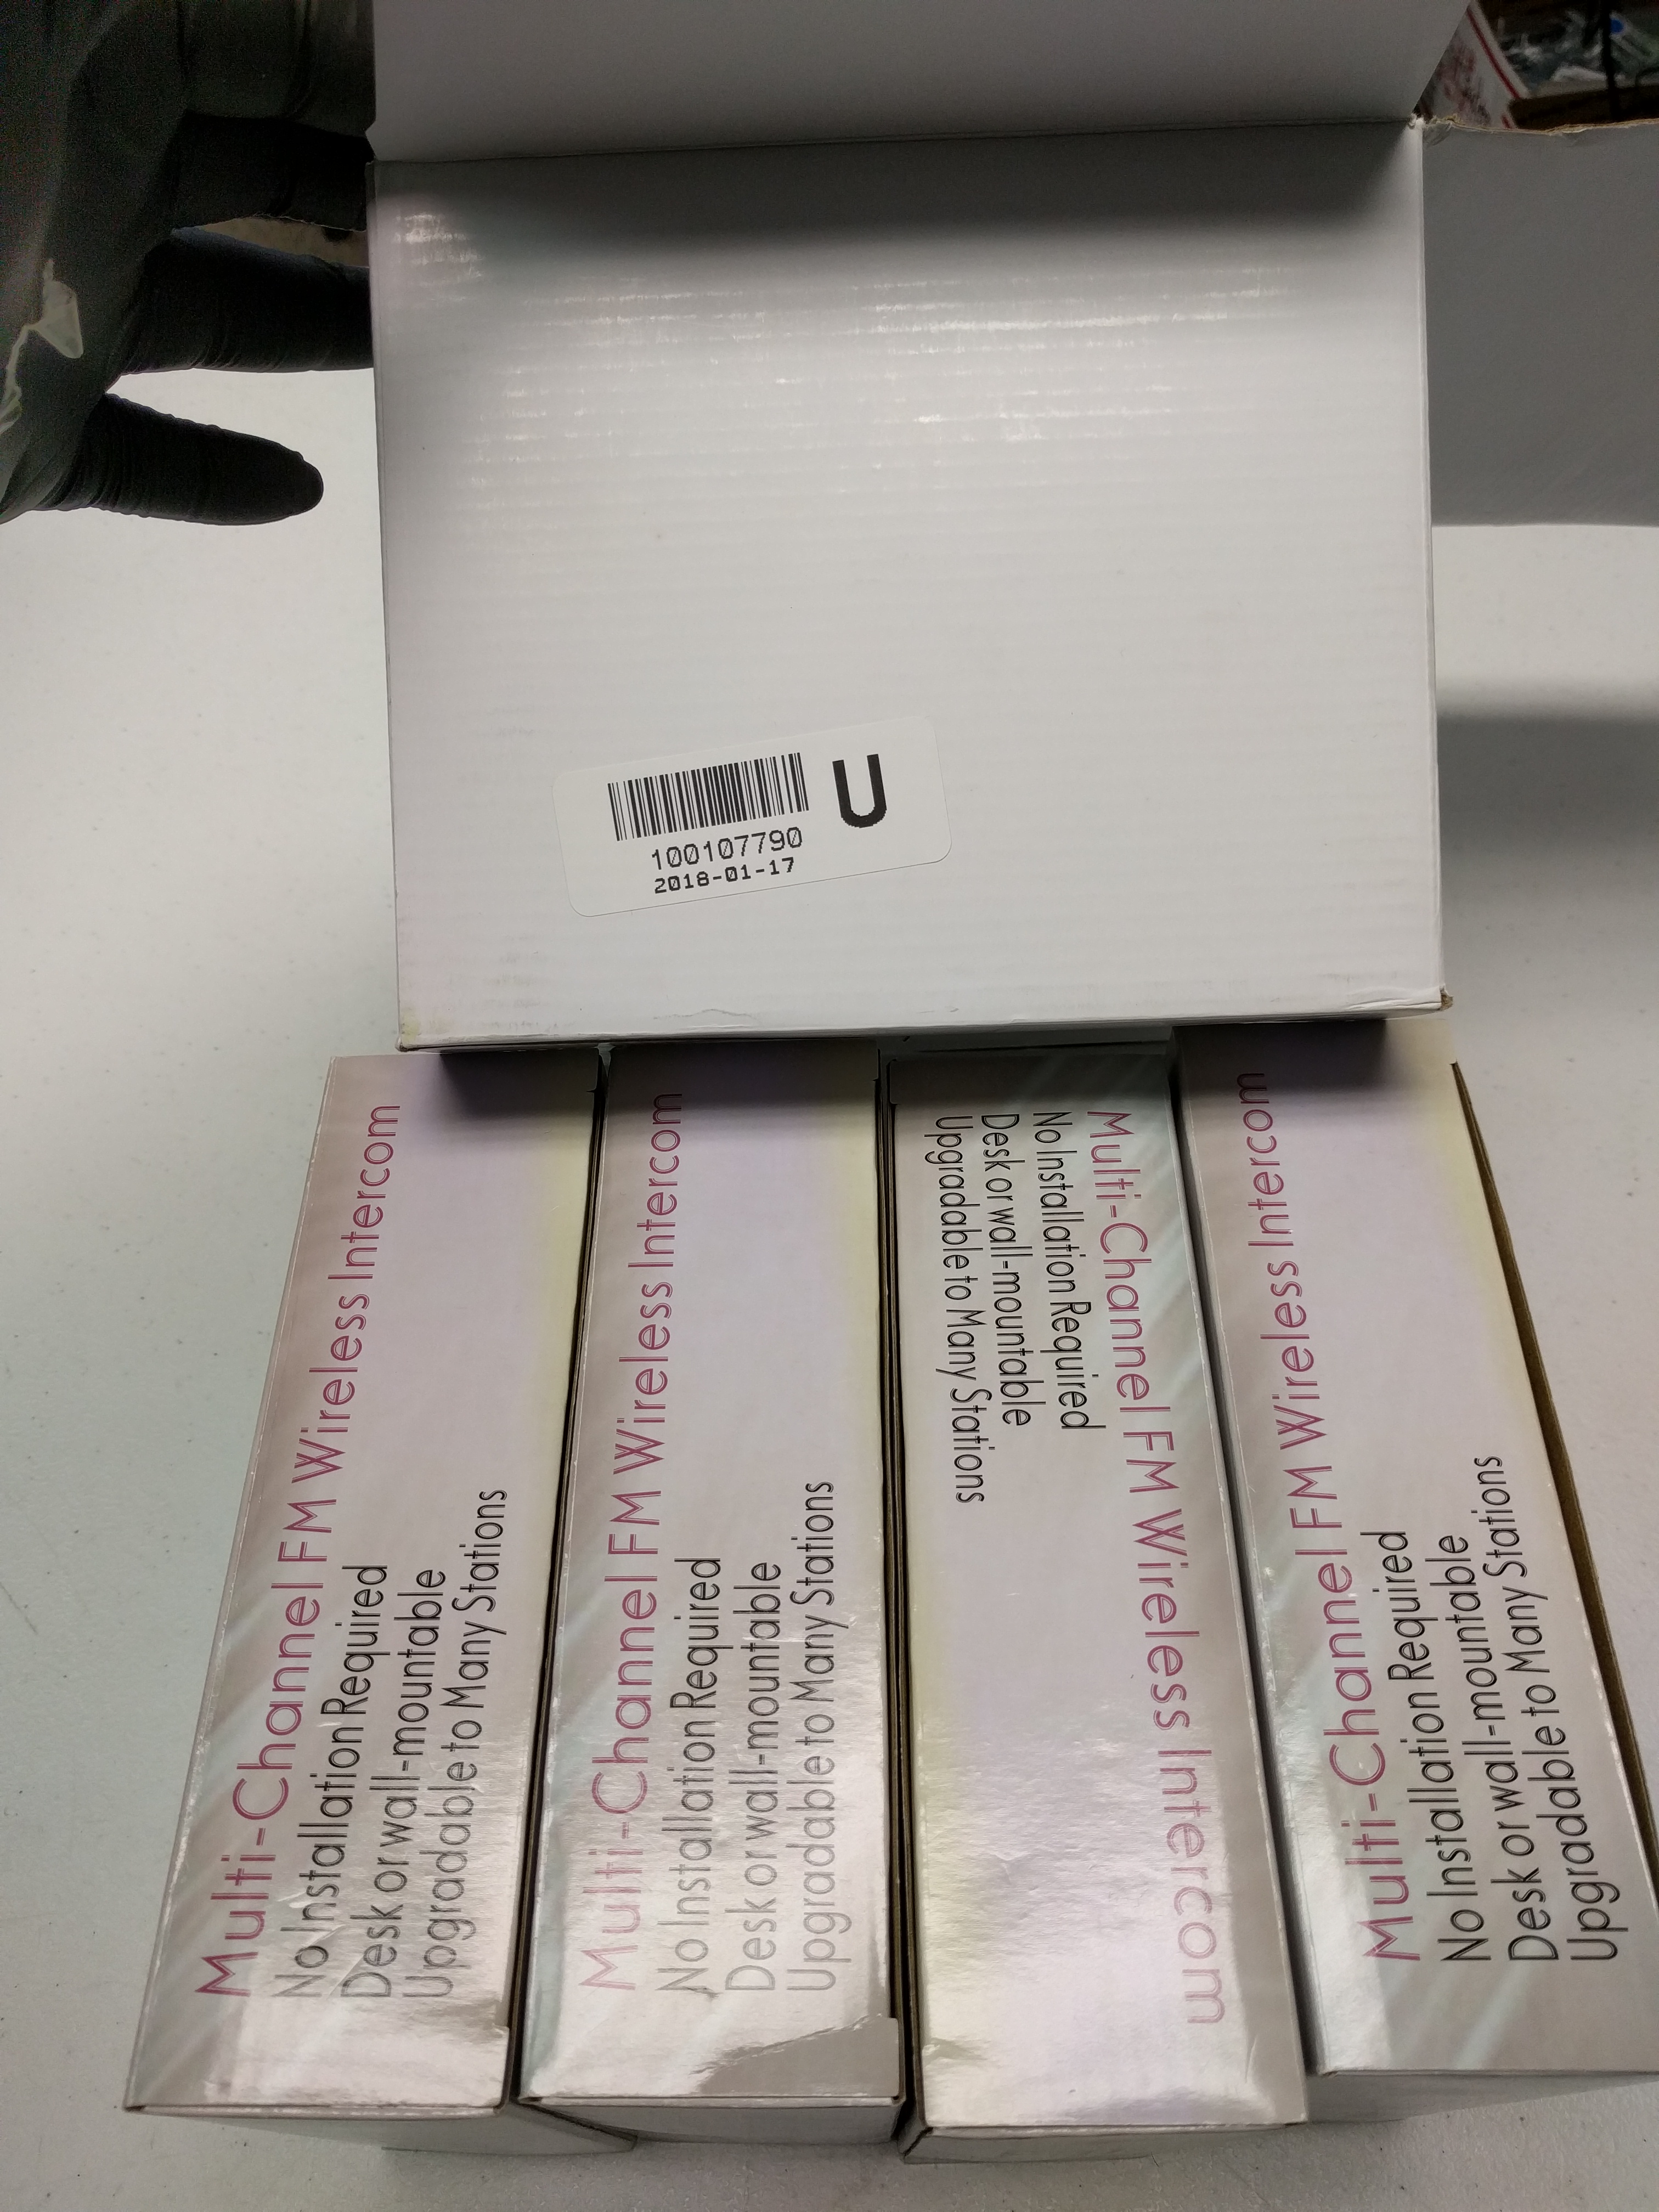 U
100107790
2018-01-17
Multi-Channel FM Wireless Intercom
No Installation Required
Desk or wall-mountable
Upgradable to Many Stations
Multi-Channel FM Wireless Intercom
No Installation Required
Desk or wall-mountable
Upgradable to Many Stations
Multi-Channel FM Wireless Intercom
No Installation Required
Desk or wall-mountable
Upgradable to Many Stations
Multi-Channel FM Wireless Intercom
No Installation Required
Desk or wall-mountable
Upgradable to Many Stations